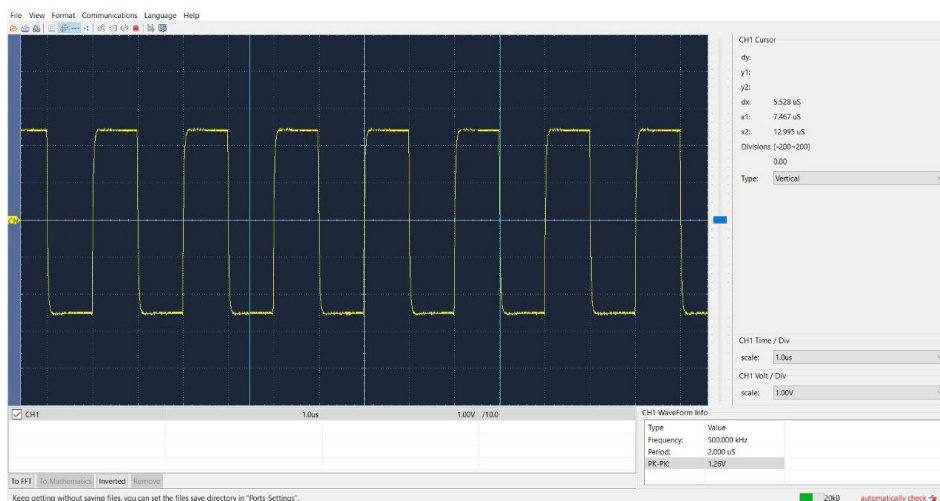 File View Format Communications Language Help
CH1 Cursor
dy:
y1:
y2:
dx: 5.528 uS
x1: 7.467 uS
x2: 12.995 uS
Divisions [-200~200]
0.00
Type: Vertical
CH1 Time / Div
scale: 1.0us
CH1 Volt / Div
scale: 1.00V
CH1 1.0us 1.00V /10.0
CH1 WaveForm Info
Type Value
Frequency: 500.000 kHz
Period: 2.000 uS
PK-PK: 1.26V
To FFT To Mathematics Inverted Remove
Keep getting without saving files, you can set the files save directory in "Ports-Settings".
20kB automatically check